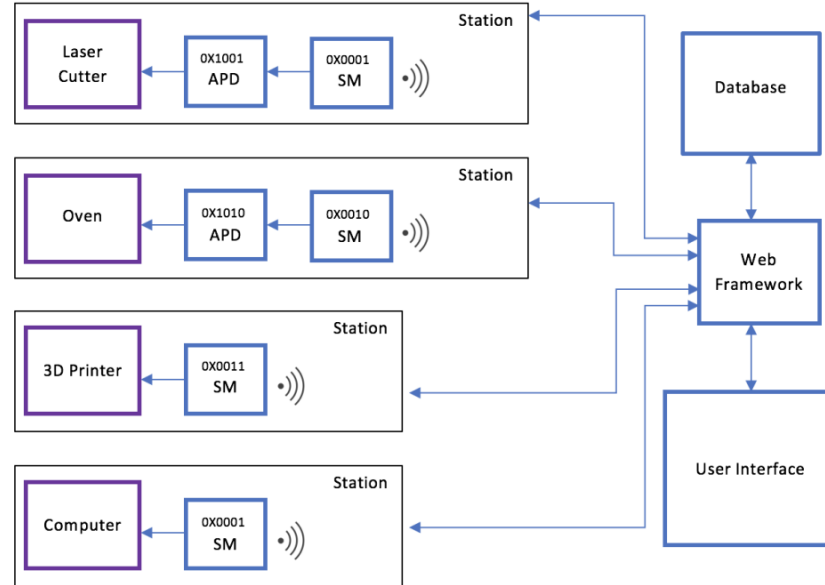 Station
Laser
Cutter
0X1001
APD
0X0001
SM
Database
Station
Oven
0X1010
APD
0X0010
SM
Web
Framework
Station
3D Printer
0X0011
SM
User Interface
Station
Computer
0X0001
SM